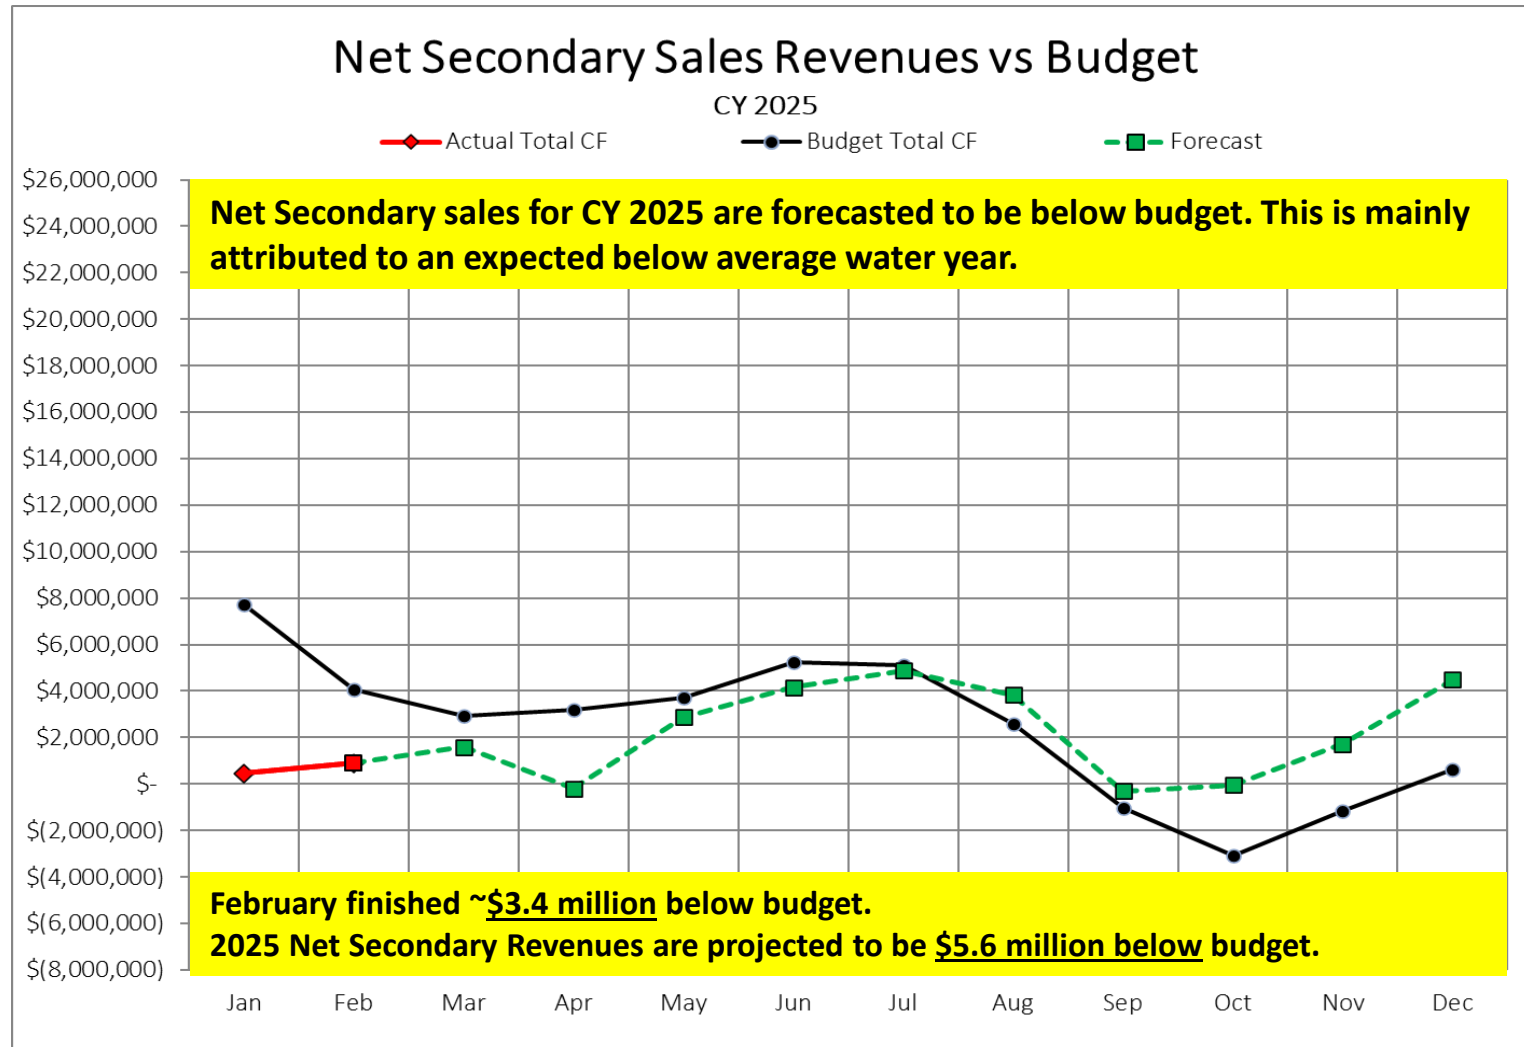 Net Secondary Sales Revenues vs Budget
CY 2025
Actual Total CF
Budget Total CF
Forecast
$26,000,000
$24,000,000
$22,000,000
$20,000,000
$18,000,000
$16,000,000
$14,000,000
$12,000,000
$10,000,000
$8,000,000
$6,000,000
$4,000,000
$2,000,000
$-
$(2,000,000)
$(4,000,000)
$(6,000,000)
$(8,000,000)
Net Secondary sales for CY 2025 are forecasted to be below budget. This is mainly
attributed to an expected below average water year.
February finished ~$3.4 million below budget.
2025 Net Secondary Revenues are projected to be $5.6 million below budget.
Jan Feb Mar Apr May Jun Jul Aug Sep Oct Nov Dec